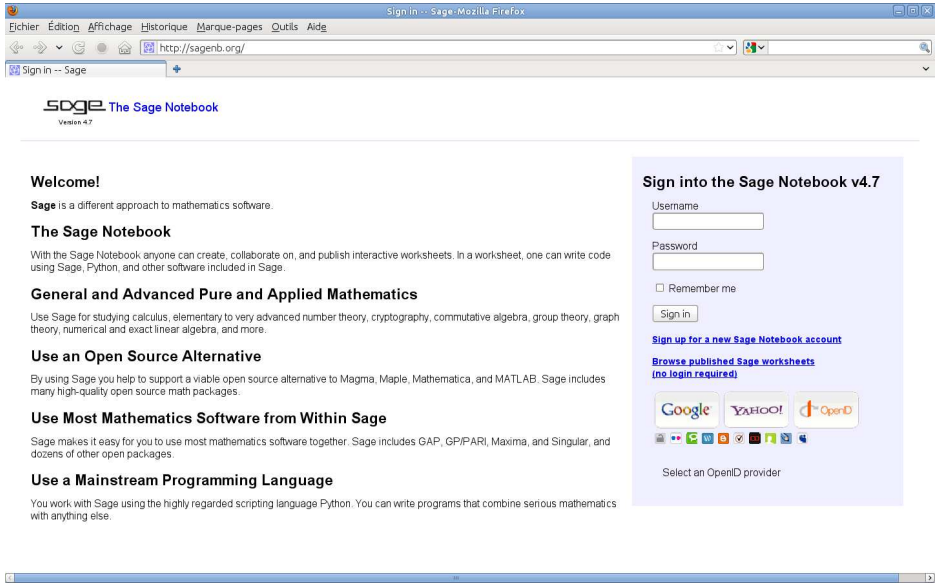 Sign in -- Sage-Mozilla Firefox
Fichier Édition Affichage Historique Marque-pages Outils Aide
http://sagenb.org/
Sign in -- Sage
sage The Sage Notebook
Version 4.7
Welcome!
Sage is a different approach to mathematics software.
The Sage Notebook
With the Sage Notebook anyone can create, collaborate on, and publish interactive worksheets. In a worksheet, one can write code
using Sage, Python, and other software included in Sage.
General and Advanced Pure and Applied Mathematics
Use Sage for studying calculus, elementary to very advanced number theory, cryptography, commutative algebra, group theory, graph
theory, numerical and exact linear algebra, and more.
Use an Open Source Alternative
By using Sage you help to support a viable open source alternative to Magma, Maple, Mathematica, and MATLAB. Sage includes
many high-quality open source math packages.
Use Most Mathematics Software from Within Sage
Sage makes it easy for you to use most mathematics software together. Sage includes GAP, GP/PARI, Maxima, and Singular, and
dozens of other open packages.
Use a Mainstream Programming Language
You work with Sage using the highly regarded scripting language Python. You can write programs that combine serious mathematics
with anything else.
Sign into the Sage Notebook v4.7
Username
Password
Remember me
Sign in
Sign up for a new Sage Notebook account
Browse published Sage worksheets
(no login required)
Google YAHOO! OpenID
Select an OpenID provider